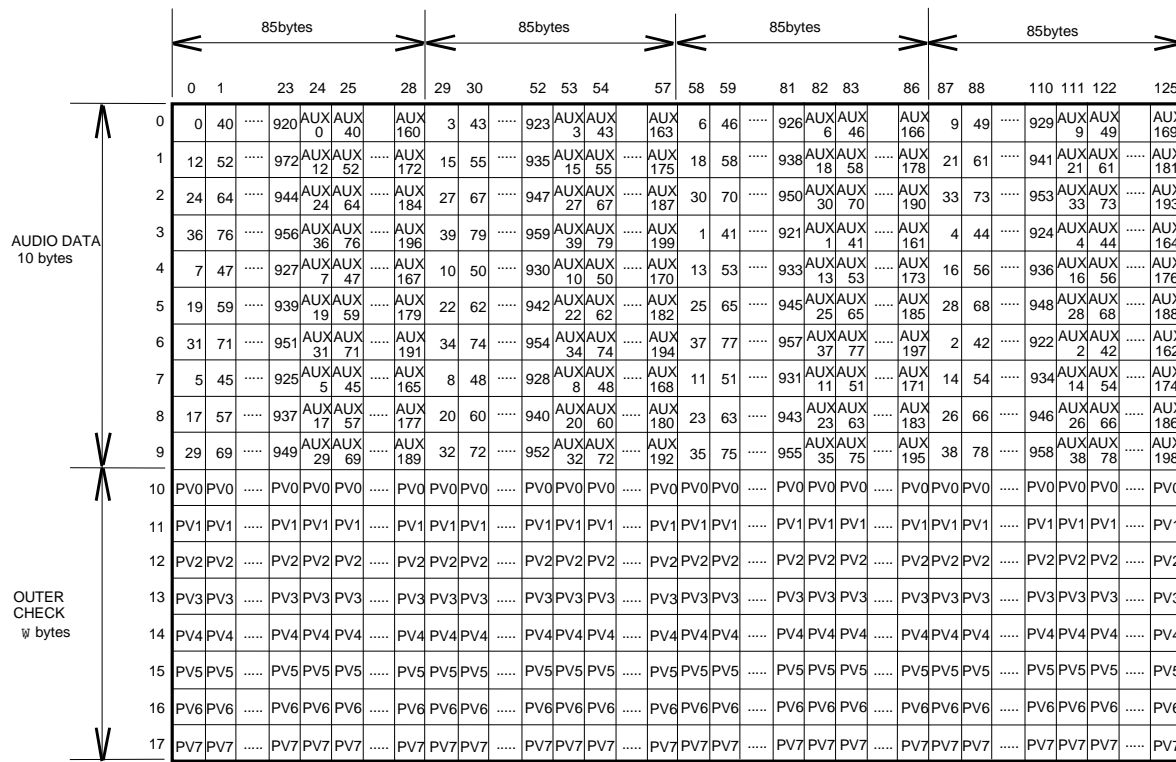 85bytes 85bytes 85bytes 85bytes
0 1 23 24 25 28 29 30 52 53 54 57 58 59 81 82 83 86 87 88 110 111 122 125
0 0 40 ..... 920 AUX 0 AUX 40 AUX 160 3 43 ..... 923 AUX 3 AUX 43 AUX 163 6 46 ..... 926 AUX 6 AUX 46 AUX 166 9 49 ..... 929 AUX 9 AUX 49 AUX 169
1 12 52 ..... 972 AUX 12 AUX 52 ..... AUX 172 15 55 ..... 935 AUX 15 AUX 55 ..... AUX 175 18 58 ..... 938 AUX 18 AUX 58 ..... AUX 178 21 61 ..... 941 AUX 21 AUX 61 ..... AUX 181
2 24 64 ..... 944 AUX 24 AUX 64 ..... AUX 184 27 67 ..... 947 AUX 27 AUX 67 ..... AUX 187 30 70 ..... 950 AUX 30 AUX 70 ..... AUX 190 33 73 ..... 953 AUX 33 AUX 73 ..... AUX 193
3 36 76 ..... 956 AUX 36 AUX 76 ..... AUX 196 39 79 ..... 959 AUX 39 AUX 79 ..... AUX 199 1 41 ..... 921 AUX 1 AUX 41 ..... AUX 161 4 44 ..... 924 AUX 4 AUX 44 ..... AUX 164
AUDIO DATA
10 bytes
4 7 47 ..... 927 AUX 7 AUX 47 ..... AUX 167 10 50 ..... 930 AUX 10 AUX 50 ..... AUX 170 13 53 ..... 933 AUX 13 AUX 53 ..... AUX 173 16 56 ..... 936 AUX 16 AUX 56 ..... AUX 176
5 19 59 ..... 939 AUX 19 AUX 59 ..... AUX 179 22 62 ..... 942 AUX 22 AUX 62 ..... AUX 182 25 65 ..... 945 AUX 25 AUX 65 ..... AUX 185 28 68 ..... 948 AUX 28 AUX 68 ..... AUX 188
6 31 71 ..... 951 AUX 31 AUX 71 ..... AUX 191 34 74 ..... 954 AUX 34 AUX 74 ..... AUX 194 37 77 ..... 957 AUX 37 AUX 77 ..... AUX 197 2 42 ..... 922 AUX 2 AUX 42 ..... AUX 162
7 5 45 ..... 925 AUX 5 AUX 45 ..... AUX 165 8 48 ..... 928 AUX 8 AUX 48 ..... AUX 168 11 51 ..... 931 AUX 11 AUX 51 ..... AUX 171 14 54 ..... 934 AUX 14 AUX 54 ..... AUX 174
8 17 57 ..... 937 AUX 17 AUX 57 ..... AUX 177 20 60 ..... 940 AUX 20 AUX 60 ..... AUX 180 23 63 ..... 943 AUX 23 AUX 63 ..... AUX 183 26 66 ..... 946 AUX 26 AUX 66 ..... AUX 186
9 29 69 ..... 949 AUX 29 AUX 69 ..... AUX 189 32 72 ..... 952 AUX 32 AUX 72 ..... AUX 192 35 75 ..... 955 AUX 35 AUX 75 ..... AUX 195 38 78 ..... 958 AUX 38 AUX 78 ..... AUX 198
10 PV0 PV0 ..... PV0 PV0 PV0 ..... PV0 PV0 PV0 ..... PV0 PV0 PV0 ..... PV0 PV0 PV0 ..... PV0 PV0 PV0 ..... PV0 PV0 PV0 ..... PV0 PV0 PV0 ..... PV0
11 PV1 PV1 ..... PV1 PV1 PV1 ..... PV1 PV1 PV1 ..... PV1 PV1 PV1 ..... PV1 PV1 PV1 ..... PV1 PV1 PV1 ..... PV1 PV1 PV1 ..... PV1 PV1 PV1 ..... PV1
12 PV2 PV2 ..... PV2 PV2 PV2 ..... PV2 PV2 PV2 ..... PV2 PV2 PV2 ..... PV2 PV2 PV2 ..... PV2 PV2 PV2 ..... PV2 PV2 PV2 ..... PV2 PV2 PV2 ..... PV2
13 PV3 PV3 ..... PV3 PV3 PV3 ..... PV3 PV3 PV3 ..... PV3 PV3 PV3 ..... PV3 PV3 PV3 ..... PV3 PV3 PV3 ..... PV3 PV3 PV3 ..... PV3 PV3 PV3 ..... PV3
OUTER
CHECK
W bytes
14 PV4 PV4 ..... PV4 PV4 PV4 ..... PV4 PV4 PV4 ..... PV4 PV4 PV4 ..... PV4 PV4 PV4 ..... PV4 PV4 PV4 ..... PV4 PV4 PV4 ..... PV4 PV4 PV4 ..... PV4
15 PV5 PV5 ..... PV5 PV5 PV5 ..... PV5 PV5 PV5 ..... PV5 PV5 PV5 ..... PV5 PV5 PV5 ..... PV5 PV5 PV5 ..... PV5 PV5 PV5 ..... PV5 PV5 PV5 ..... PV5
16 PV6 PV6 ..... PV6 PV6 PV6 ..... PV6 PV6 PV6 ..... PV6 PV6 PV6 ..... PV6 PV6 PV6 ..... PV6 PV6 PV6 ..... PV6 PV6 PV6 ..... PV6 PV6 PV6 ..... PV6
17 PV7 PV7 ..... PV7 PV7 PV7 ..... PV7 PV7 PV7 ..... PV7 PV7 PV7 ..... PV7 PV7 PV7 ..... PV7 PV7 PV7 ..... PV7 PV7 PV7 ..... PV7 PV7 PV7 ..... PV7